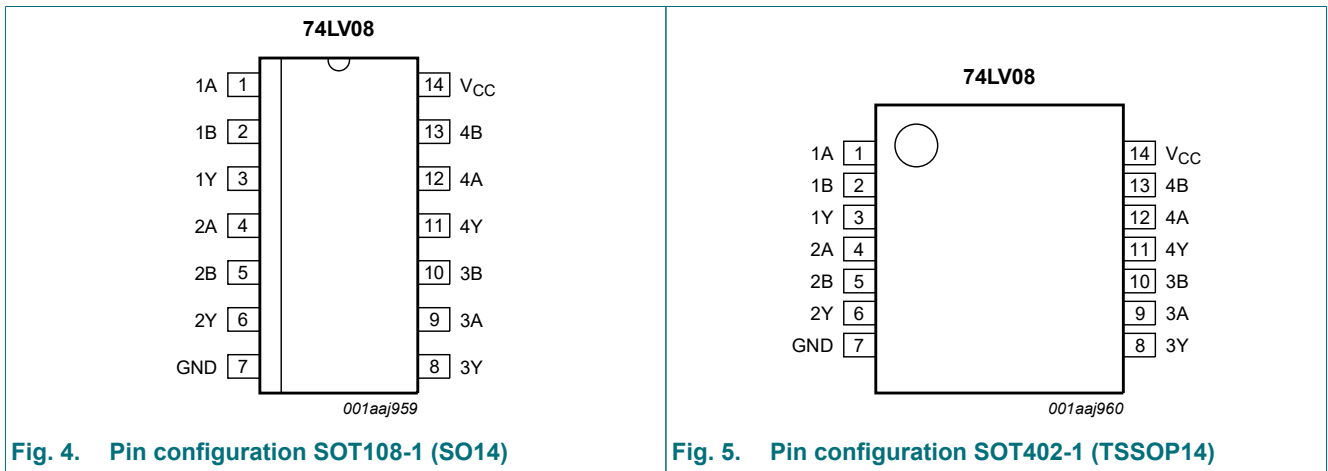 74LV08
1A 1 14 VCC
1B 2 13 4B
1Y 3 12 4A
2A 4 11 4Y
2B 5 10 3B
2Y 6 9 3A
GND 7 8 3Y
001aaj959
Fig. 4. Pin configuration SOT108-1 (SO14)
74LV08
1A 1 14 VCC
1B 2 13 4B
1Y 3 12 4A
2A 4 11 4Y
2B 5 10 3B
2Y 6 9 3A
GND 7 8 3Y
001aaj960
Fig. 5. Pin configuration SOT402-1 (TSSOP14)